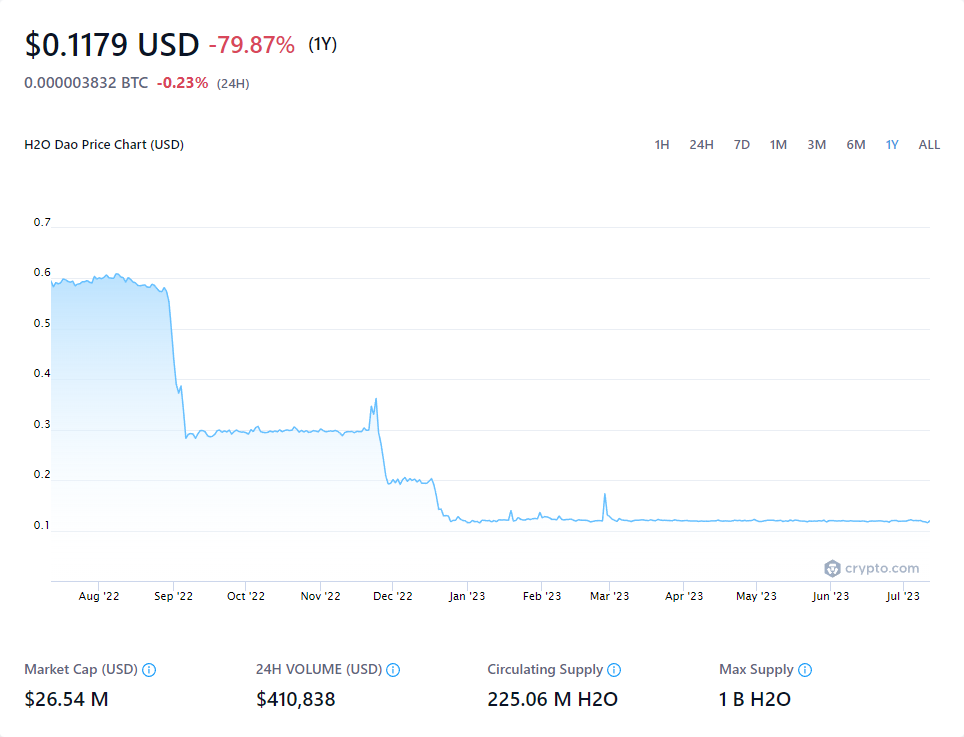 $0.1179 USD -79.87% (1Y)
0.000003832 BTC -0.23% (24H)
H2O Dao Price Chart (USD) 1H 24H 7D 1M 3M 6M 1Y ALL
0.7
0.6
0.5
0.4
0.3
0.2
0.1
crypto.com
Aug '22 Sep '22 Oct '22 Nov '22 Dec '22 Jan '23 Feb '23 Mar '23 Apr '23 May '23 Jun '23 Jul '23
Market Cap (USD) 24H VOLUME (USD) Circulating Supply Max Supply
$26.54 M $410,838 225.06 M H2O 1 B H2O